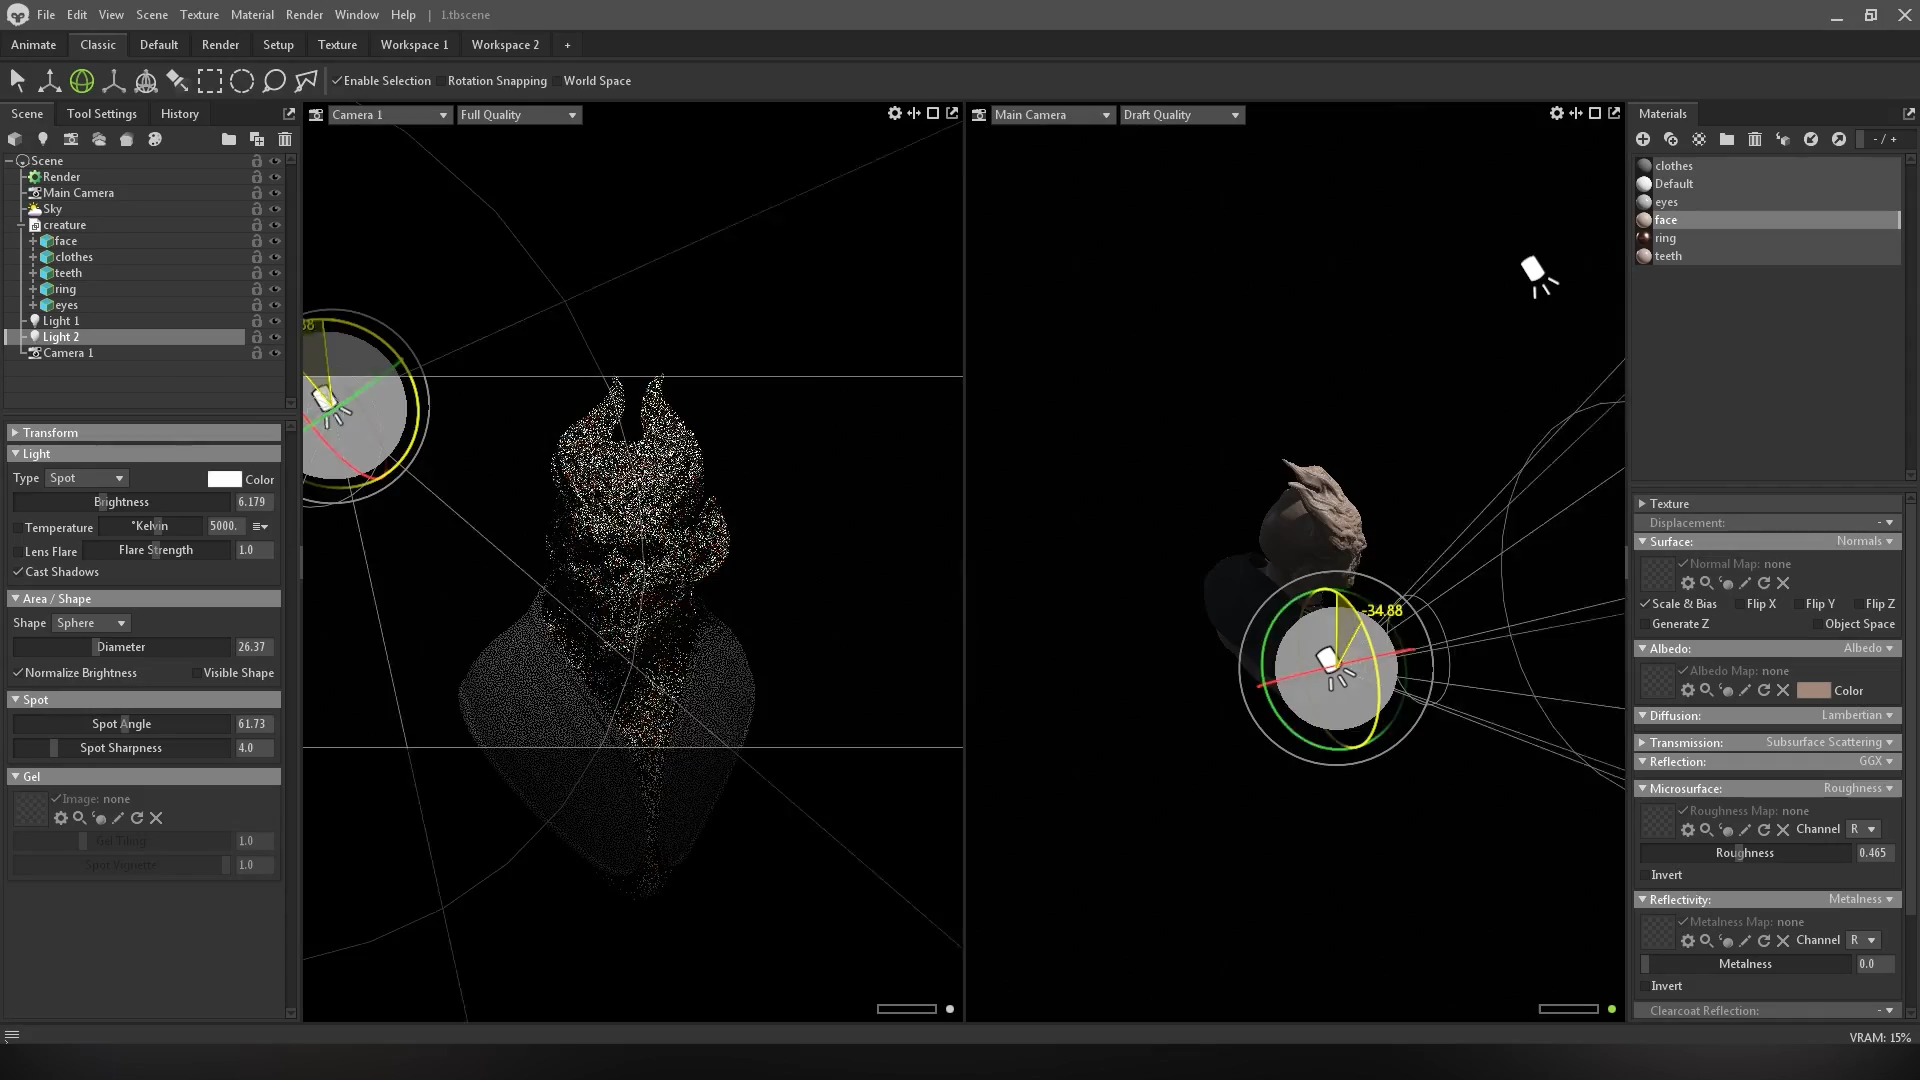 File Edit View Scene Texture Material Render Window Help | 1.tbscene
Animate Classic Default Render Setup Texture Workspace 1 Workspace 2 +
Enable Selection Rotation Snapping World Space
Scene Tool Settings History
Camera 1 Full Quality
Main Camera Draft Quality
Materials
- / +
Scene
Render
Main Camera
Sky
creature
face
clothes
teeth
ring
eyes
Light 1
Light 2
Camera 1
Transform
Light
Type Spot Color
Brightness 6.179
Temperature °Kelvin 5000.
Lens Flare Flare Strength 1.0
Cast Shadows
Area / Shape
Shape Sphere
Diameter 26.37
Normalize Brightness Visible Shape
Spot
Spot Angle 61.73
Spot Sharpness 4.0
Gel
Image: none
Gel Tiling 1.0
Spot Vignette 1.0
-34.88
clothes
Default
eyes
face
ring
teeth
Texture
Displacement: -
Surface: Normals
Normal Map: none
Scale & Bias Flip X Flip Y Flip Z
Generate Z Object Space
Albedo: Albedo
Albedo Map: none
Color
Diffusion: Lambertian
Transmission: Subsurface Scattering
Reflection: GGX
Microsurface: Roughness
Roughness Map: none
Channel R
Roughness 0.465
Invert
Reflectivity: Metalness
Metalness Map: none
Channel R
Metalness 0.0
Invert
Clearcoat Reflection: -
VRAM: 15%